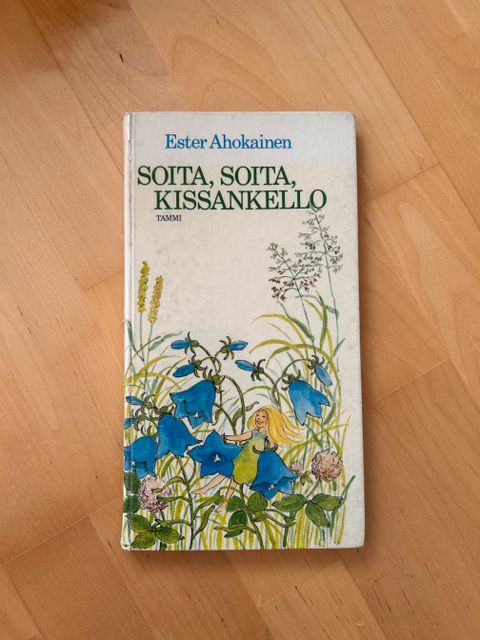 Ester Ahokainen
SOITA, SOITA,
KISSANKELLO
TAMMI